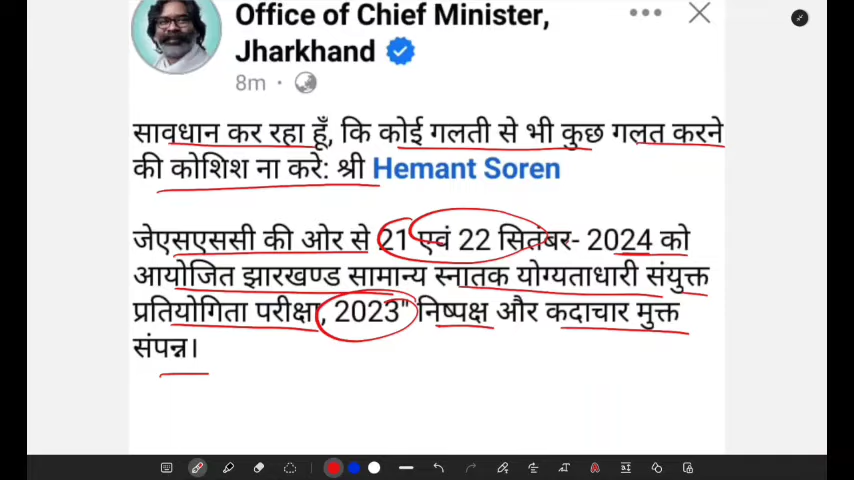 Office of Chief Minister,
Jharkhand
8m ·
सावधान कर रहा हूँ, कि कोई गलती से भी कुछ गलत करने
की कोशिश ना करे: श्री Hemant Soren
जेएसएससी की ओर से 21 एवं 22 सितंबर- 2024 को
आयोजित झारखण्ड सामान्य स्नातक योग्यताधारी संयुक्त
प्रतियोगिता परीक्षा, 2023" निष्पक्ष और कदाचार मुक्त
संपन्न।